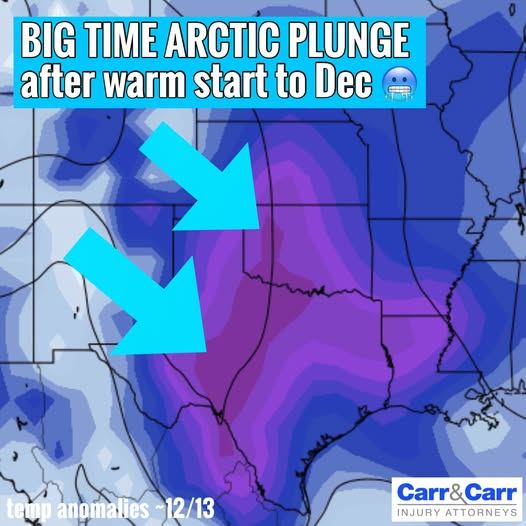 BIG TIME ARCTIC PLUNGE
after warm start to Dec 🥶
temp anomalies ~12/13
Carr&Carr
INJURY ATTORNEYS